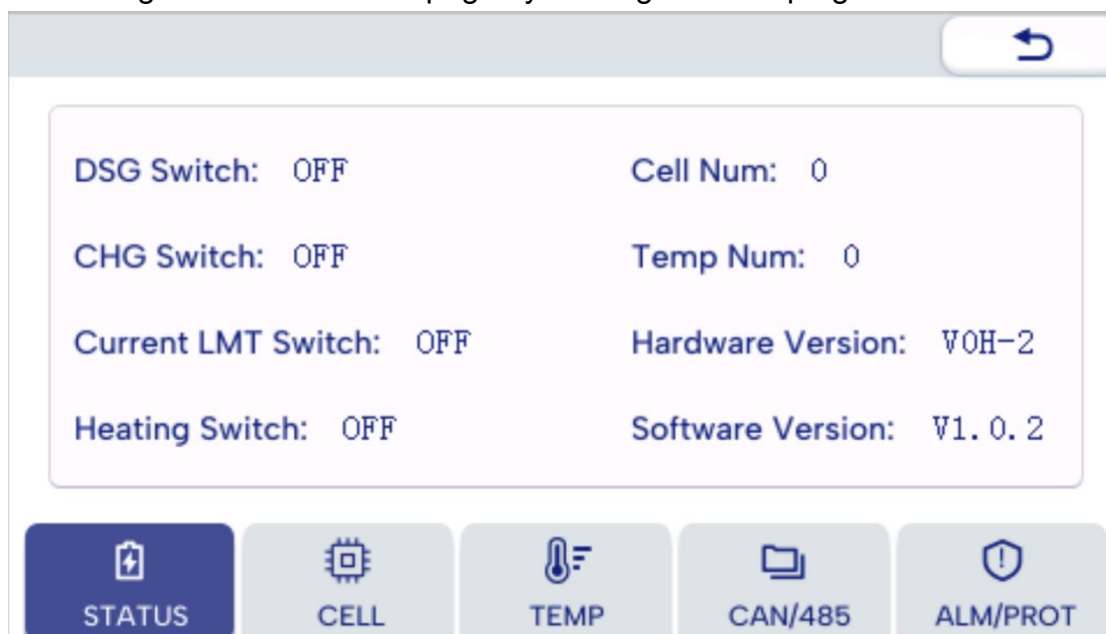 DSG Switch: OFF
Cell Num: 0
CHG Switch: OFF
Temp Num: 0
Current LMT Switch: OFF
Hardware Version: V0H-2
Heating Switch: OFF
Software Version: V1.0.2
STATUS
CELL
TEMP
CAN/485
ALM/PROT